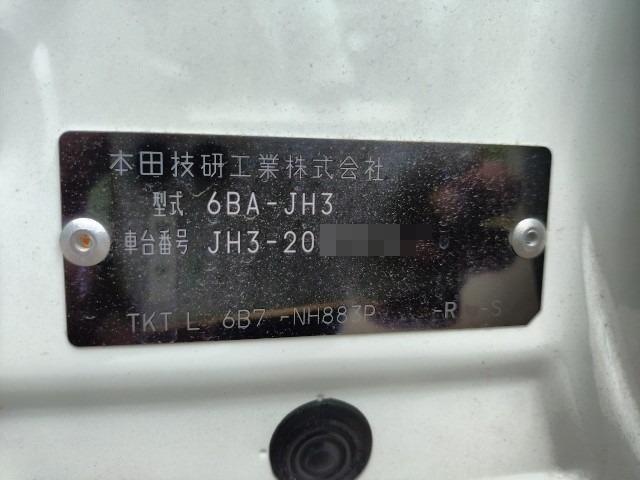 本田技研工業株式会社
型式 6BA-JH3
車台番号 JH3-20
TKT L 6B7 -NH883P -R -S